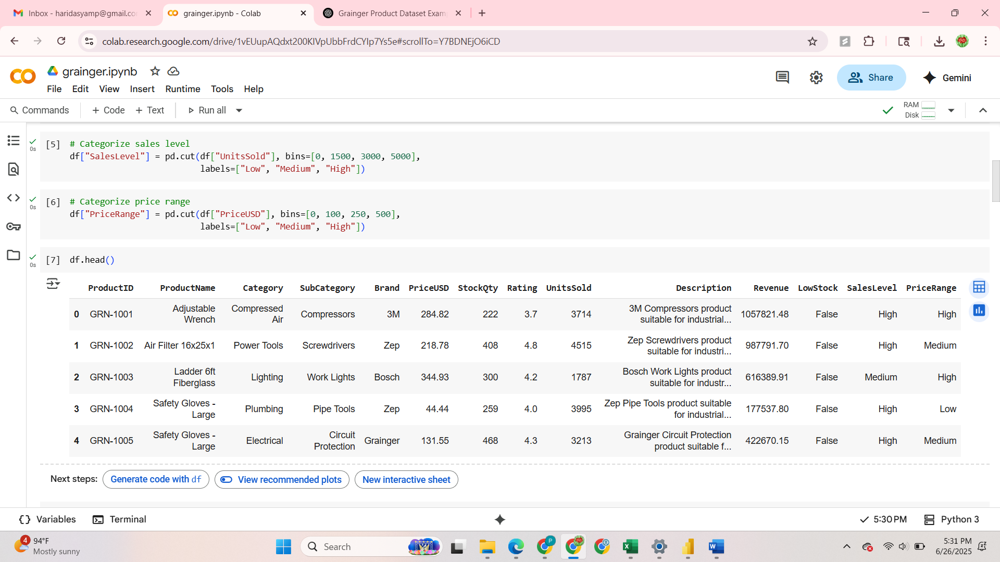 Inbox - haridasyamp@gmail.co
grainger.ipynb - Colab
Grainger Product Dataset Exam
colab.research.google.com/drive/1vEUupAQdxt200KIVpUbbFrdCYIp7Ys5e#scrollTo=Y7BDNEjO6iCD
grainger.ipynb
File Edit View Insert Runtime Tools Help
Share
Gemini
Commands + Code + Text Run all
RAM
Disk
[5] # Categorize sales level
0s
df["SalesLevel"] = pd.cut(df["UnitsSold"], bins=[0, 1500, 3000, 5000],
labels=["Low", "Medium", "High"])
[6] # Categorize price range
0s
df["PriceRange"] = pd.cut(df["PriceUSD"], bins=[0, 100, 250, 500],
labels=["Low", "Medium", "High"])
[7] df.head()
0s
ProductID ProductName Category SubCategory Brand PriceUSD StockQty Rating UnitsSold Description Revenue LowStock SalesLevel PriceRange
0 GRN-1001 Adjustable Wrench Compressed Air Compressors 3M 284.82 222 3.7 3714 3M Compressors product suitable for industrial... 1057821.48 False High High
1 GRN-1002 Air Filter 16x25x1 Power Tools Screwdrivers Zep 218.78 408 4.8 4515 Zep Screwdrivers product suitable for industri... 987791.70 False High Medium
2 GRN-1003 Ladder 6ft Fiberglass Lighting Work Lights Bosch 344.93 300 4.2 1787 Bosch Work Lights product suitable for industr... 616389.91 False Medium High
3 GRN-1004 Safety Gloves - Large Plumbing Pipe Tools Zep 44.44 259 4.0 3995 Zep Pipe Tools product suitable for industrial... 177537.80 False High Low
4 GRN-1005 Safety Gloves - Large Electrical Circuit Protection Grainger 131.55 468 4.3 3213 Grainger Circuit Protection product suitable f... 422670.15 False High Medium
Next steps: Generate code with df View recommended plots New interactive sheet
{} Variables Terminal
5:30 PM Python 3
4
94°F
Mostly sunny
Search
P
X
W
5:31 PM
6/26/2025